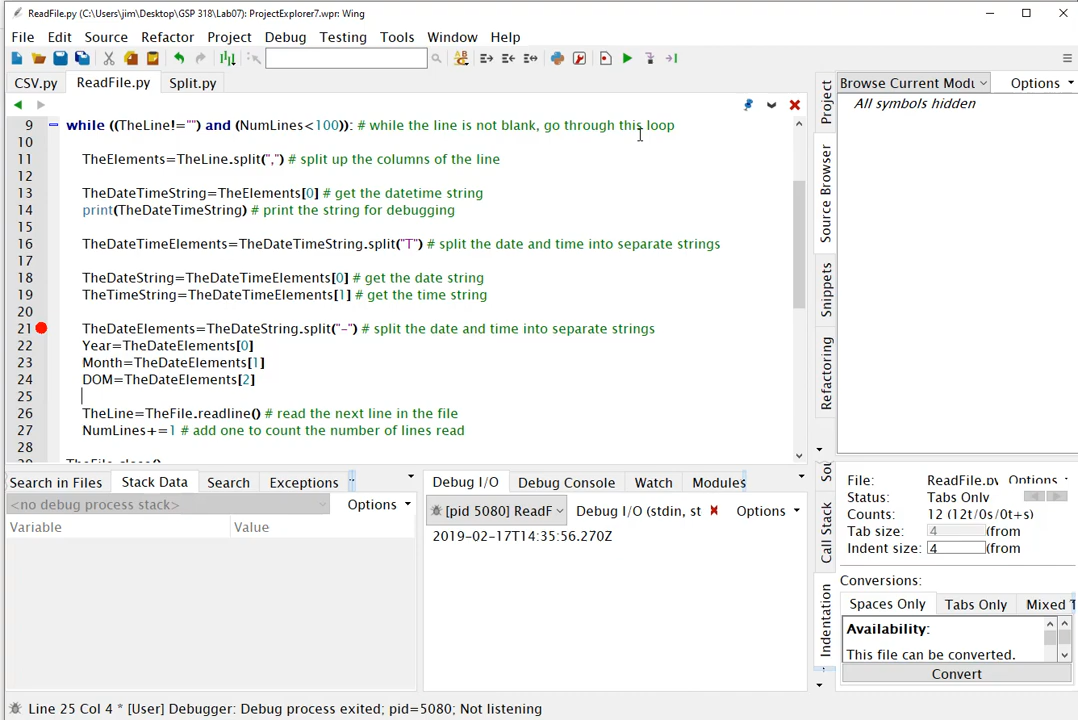 ReadFile.py (C:\Users\jim\Desktop\GSP 318\Lab07): ProjectExplorer7.wpr: Wing
File Edit Source Refactor Project Debug Testing Tools Window Help
CSV.py ReadFile.py Split.py
9 while ((TheLine!="") and (NumLines<100)): # while the line is not blank, go through this loop
10
11 TheElements=TheLine.split(",") # split up the columns of the line
12
13 TheDateTimeString=TheElements[0] # get the datetime string
14 print(TheDateTimeString) # print the string for debugging
15
16 TheDateTimeElements=TheDateTimeString.split("T") # split the date and time into separate strings
17
18 TheDateString=TheDateTimeElements[0] # get the date string
19 TheTimeString=TheDateTimeElements[1] # get the time string
20
21 TheDateElements=TheDateString.split("-") # split the date and time into separate strings
22 Year=TheDateElements[0]
23 Month=TheDateElements[1]
24 DOM=TheDateElements[2]
25
26 TheLine=TheFile.readline() # read the next line in the file
27 NumLines+=1 # add one to count the number of lines read
28
Search in Files Stack Data Search Exceptions
<no debug process stack> Options
Variable Value
Debug I/O Debug Console Watch Modules
[pid 5080] ReadF Debug I/O (stdin, st Options
2019-02-17T14:35:56.270Z
Project
Source Browser
Snippets
Refactoring
Browse Current Modu Options
All symbols hidden
Call Stack
Indentation
File: ReadFile.py Options
Status: Tabs Only
Counts: 12 (12t/0s/0t+s)
Tab size: 4 (from
Indent size: 4 (from
Conversions:
Spaces Only Tabs Only Mixed T
Availability:
This file can be converted.
Convert
Line 25 Col 4 * [User] Debugger: Debug process exited; pid=5080; Not listening